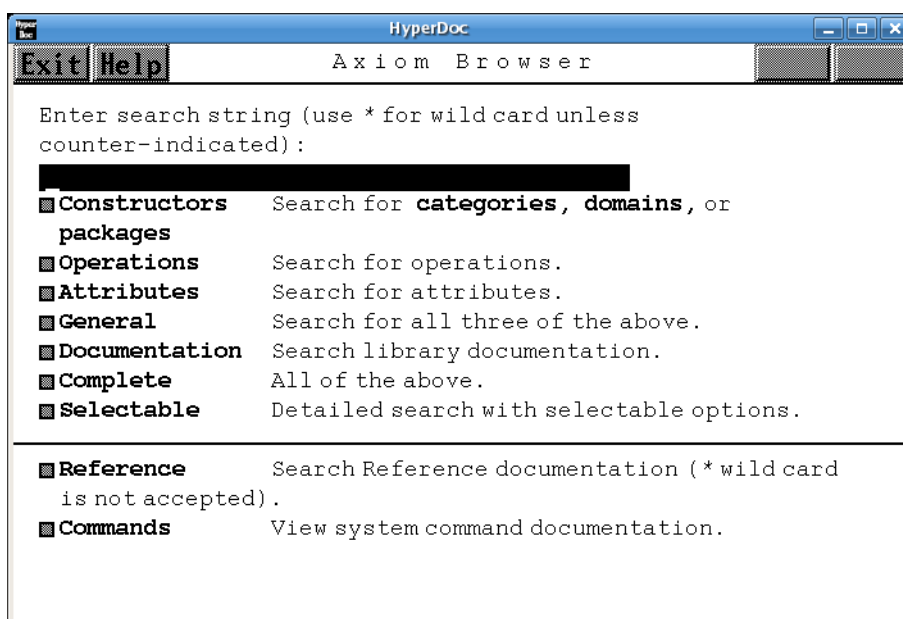 Hyper Doc
HyperDoc
Exit Help Axiom Browser
Enter search string (use * for wild card unless
counter-indicated):
Constructors Search for categories, domains, or
packages
Operations Search for operations.
Attributes Search for attributes.
General Search for all three of the above.
Documentation Search library documentation.
Complete All of the above.
Selectable Detailed search with selectable options.
Reference Search Reference documentation (* wild card
is not accepted).
Commands View system command documentation.